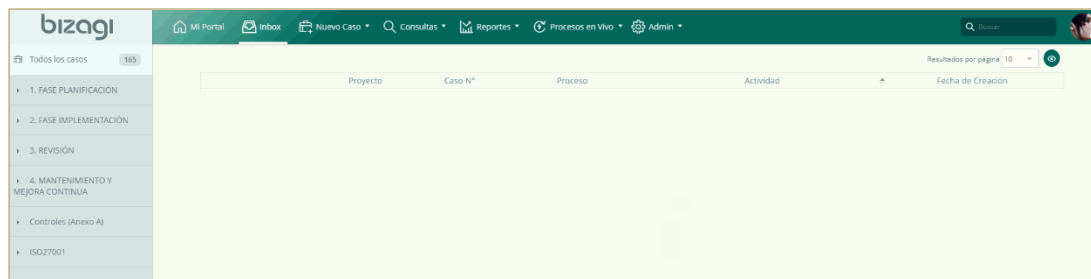 bizagi
Mi Portal Inbox Nuevo Caso Consultas Reportes Procesos en Vivo Admin Buscar
Todos los casos 165
Resultados por página 10
Proyecto Caso N° Proceso Actividad Fecha de Creación
1. FASE PLANIFICACIÓN
2. FASE IMPLEMENTACIÓN
3. REVISIÓN
4. MANTENIMIENTO Y
MEJORA CONTINUA
Controles (Anexo A)
ISO27001